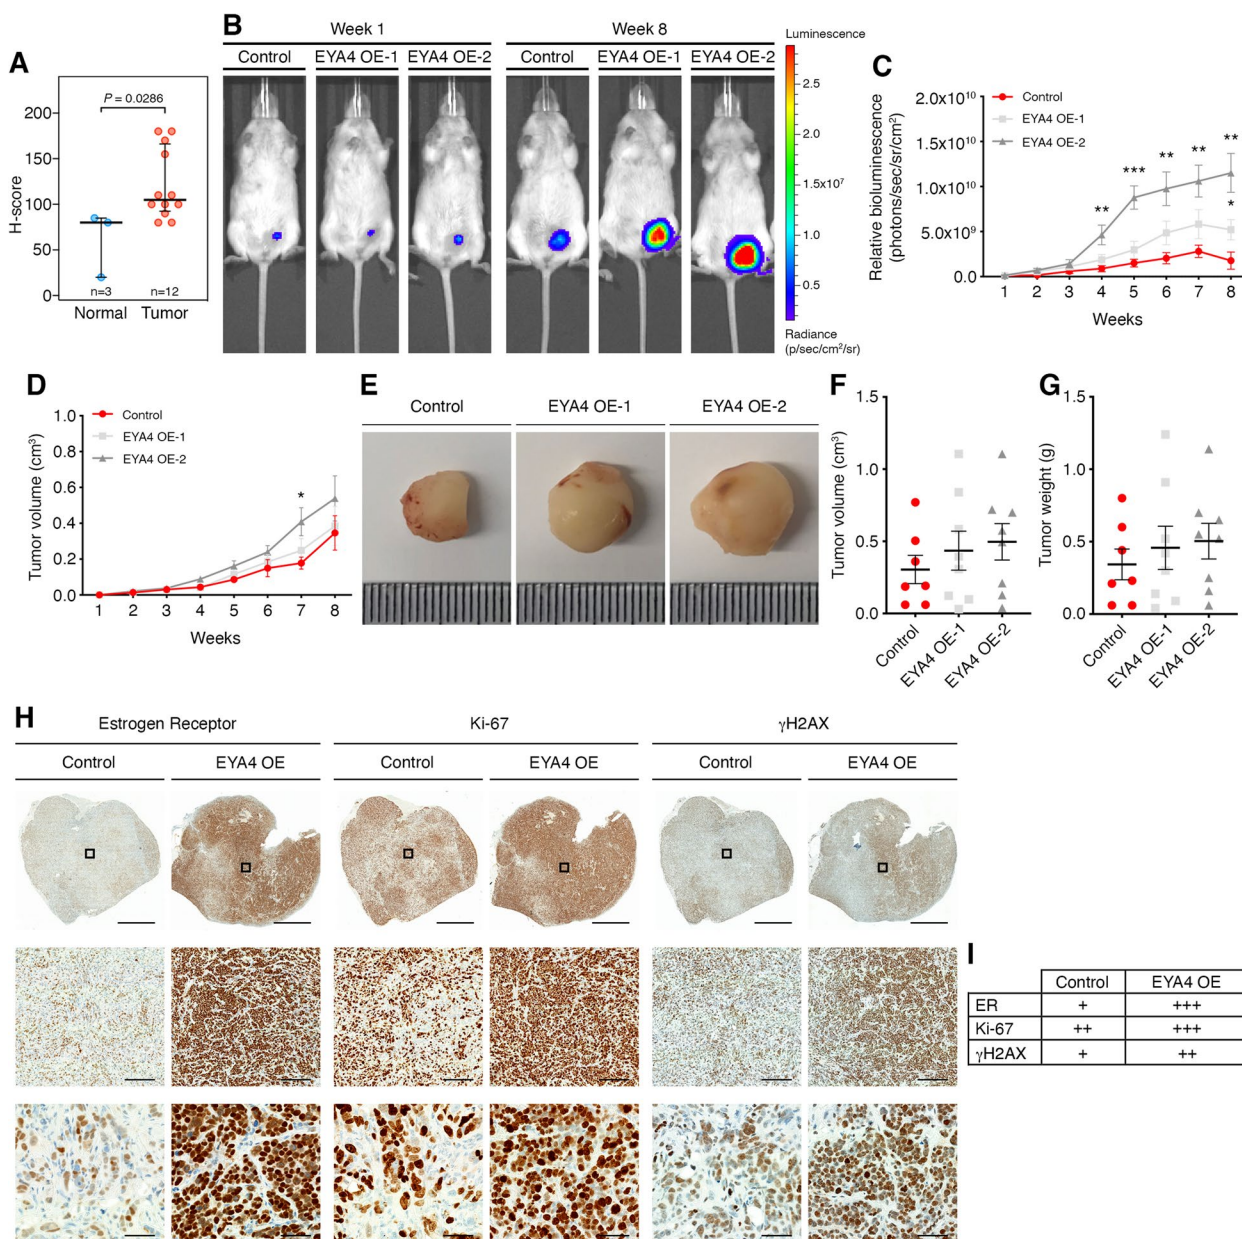 A
P = 0.0286
200
150
100
50
0
H-score
n=3
n=12
Normal
Tumor
B
Week 1
Week 8
Control
EYA4 OE-1
EYA4 OE-2
Control
EYA4 OE-1
EYA4 OE-2
Luminescence
2.5
2.0
1.5x10⁷
1.0
0.5
Radiance
(p/sec/cm²/sr)
C
Control
EYA4 OE-1
EYA4 OE-2
2.0x10¹⁰
1.5x10¹⁰
1.0x10¹⁰
5.0x10⁹
0.0
Relative bioluminescence
(photons/sec/sr/cm²)
**
***
**
**
**
*
1 2 3 4 5 6 7 8
Weeks
D
Control
EYA4 OE-1
EYA4 OE-2
1.0
0.8
0.6
0.4
0.2
0.0
Tumor volume (cm³)
*
1 2 3 4 5 6 7 8
Weeks
E
Control
EYA4 OE-1
EYA4 OE-2
F
1.5
1.0
0.5
0.0
Tumor volume (cm³)
Control
EYA4 OE-1
EYA4 OE-2
G
1.5
1.0
0.5
0.0
Tumor weight (g)
Control
EYA4 OE-1
EYA4 OE-2
H
Estrogen Receptor
Ki-67
γH2AX
Control
EYA4 OE
Control
EYA4 OE
Control
EYA4 OE
I
Control EYA4 OE
ER + +++
Ki-67 ++ +++
γH2AX + ++